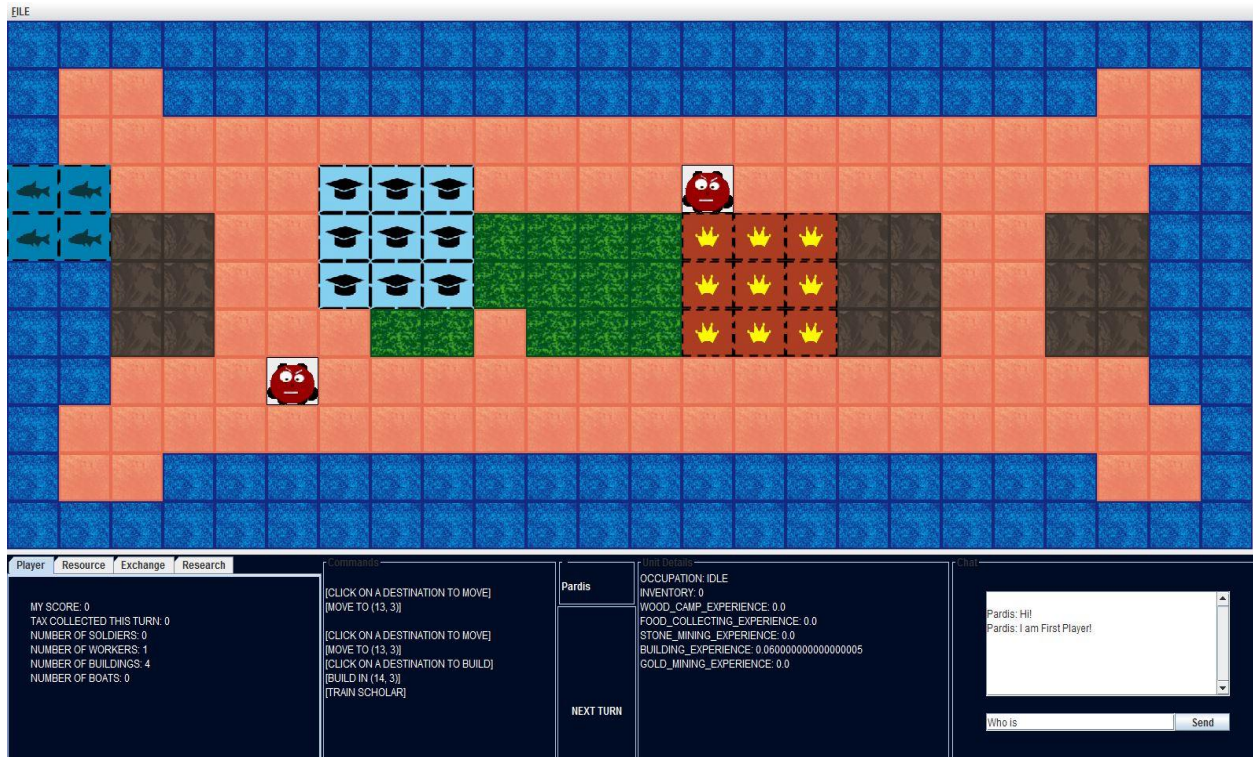 FILE
Player Resource Exchange Research
MY SCORE: 0
TAX COLLECTED THIS TURN: 0
NUMBER OF SOLDIERS: 0
NUMBER OF WORKERS: 1
NUMBER OF BUILDINGS: 4
NUMBER OF BOATS: 0
Commands
[CLICK ON A DESTINATION TO MOVE]
[MOVE TO (13, 3)]
[CLICK ON A DESTINATION TO MOVE]
[MOVE TO (13, 3)]
[CLICK ON A DESTINATION TO BUILD]
[BUILD IN (14, 3)]
[TRAIN SCHOLAR]
Pardis
NEXT TURN
Unit Details
OCCUPATION: IDLE
INVENTORY: 0
WOOD_CAMP_EXPERIENCE: 0.0
FOOD_COLLECTING_EXPERIENCE: 0.0
STONE_MINING_EXPERIENCE: 0.0
BUILDING_EXPERIENCE: 0.060000000000000005
GOLD_MINING_EXPERIENCE: 0.0
Chat
Pardis: Hi!
Pardis: I am First Player!
Who is
Send